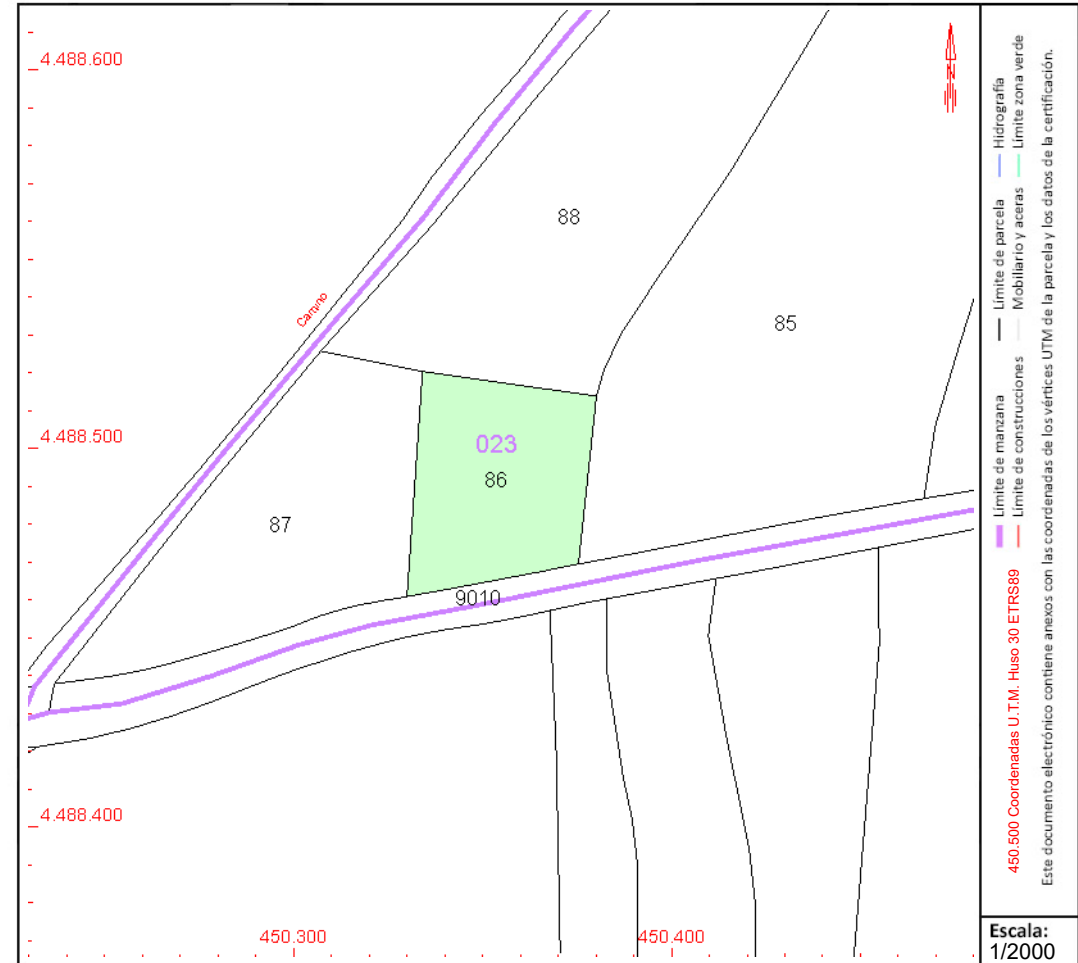 4.488.600
88
Camino
85
4.488.500
023
86
87
9010
4.488.400
450.300
450.400
N
Límite de manzana
Límite de parcela
Hidrografía
Límite de construcciones
Mobiliario y aceras
Límite zona verde
450.500 Coordenadas U.T.M. Huso 30 ETRS89
Este documento electrónico contiene anexos con las coordenadas de los vértices UTM de la parcela y los datos de la certificación.
Escala:
1/2000